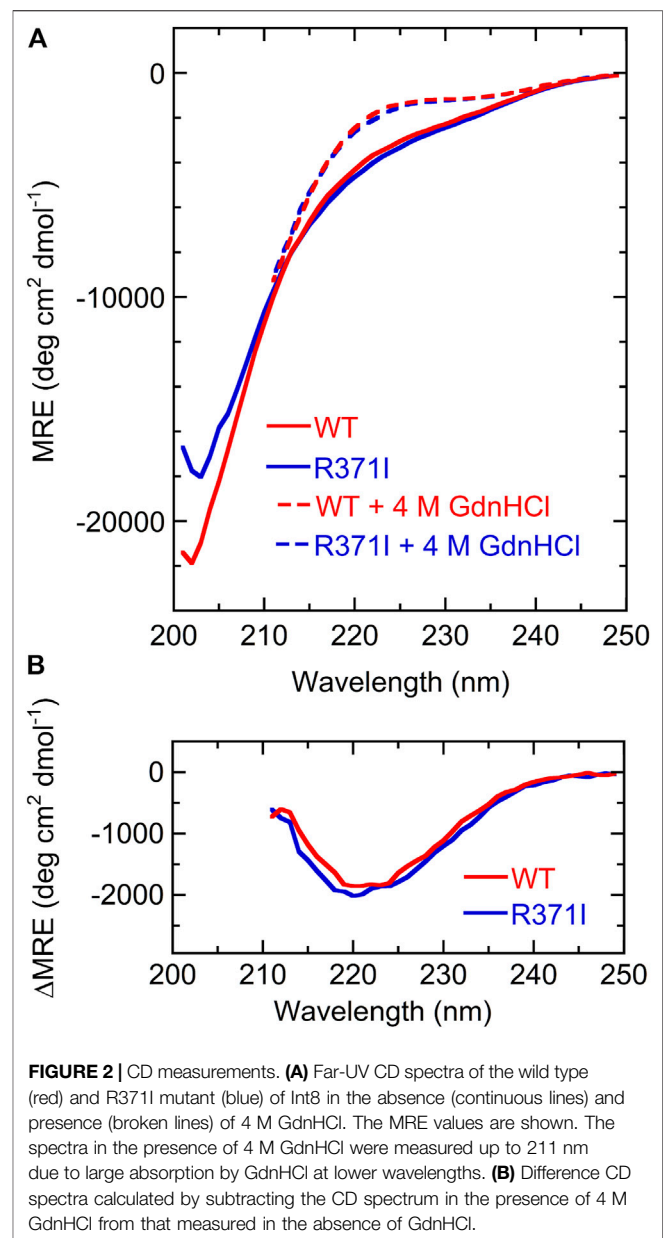 A
0
-10000
-20000
MRE (deg cm² dmol⁻¹)
WT
R371I
WT + 4 M GdnHCl
R371I + 4 M GdnHCl
200 210 220 230 240 250
Wavelength (nm)
B
0
-1000
-2000
ΔMRE (deg cm² dmol⁻¹)
WT
R371I
200 210 220 230 240 250
Wavelength (nm)
FIGURE 2 | CD measurements. (A) Far-UV CD spectra of the wild type
(red) and R371I mutant (blue) of Int8 in the absence (continuous lines) and
presence (broken lines) of 4 M GdnHCl. The MRE values are shown. The
spectra in the presence of 4 M GdnHCl were measured up to 211 nm
due to large absorption by GdnHCl at lower wavelengths. (B) Difference CD
spectra calculated by subtracting the CD spectrum in the presence of 4 M
GdnHCl from that measured in the absence of GdnHCl.